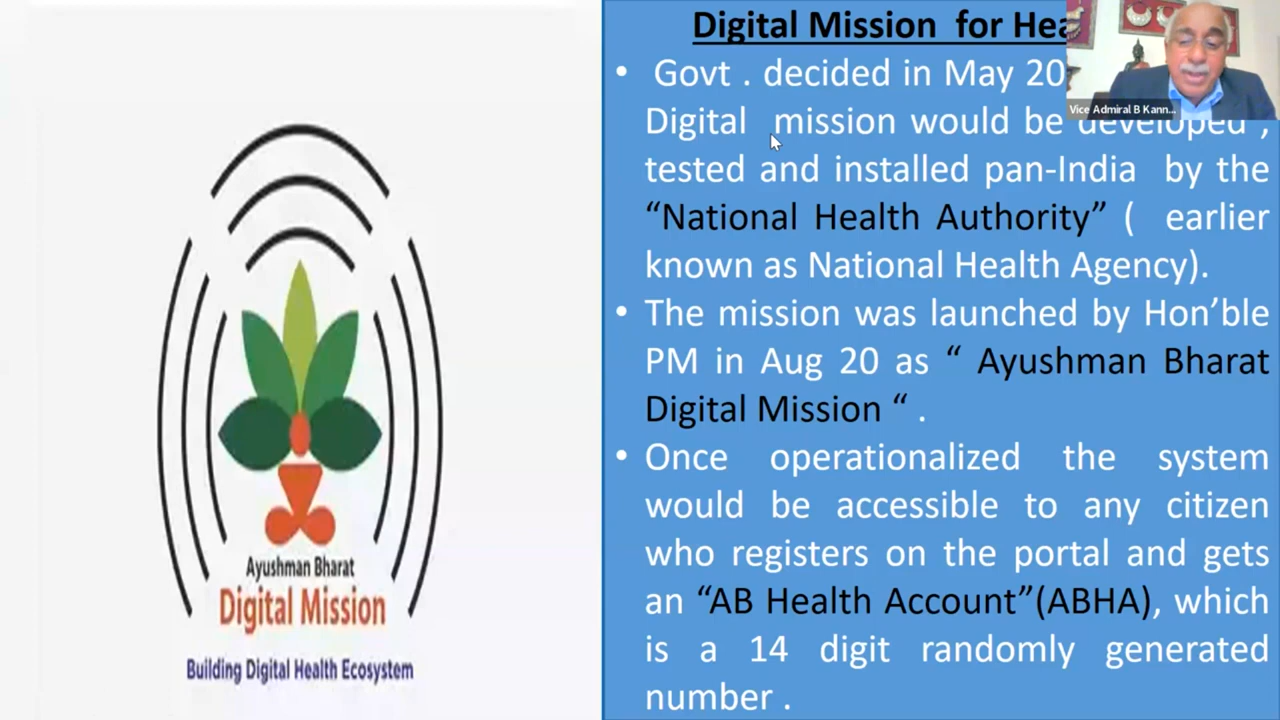 Ayushman Bharat
Digital Mission
Building Digital Health Ecosystem
Digital Mission for Hea
• Govt . decided in May 20
Digital mission would be developed ,
tested and installed pan-India by the
“National Health Authority” ( earlier
known as National Health Agency).
• The mission was launched by Hon’ble
PM in Aug 20 as “ Ayushman Bharat
Digital Mission “ .
• Once operationalized the system
would be accessible to any citizen
who registers on the portal and gets
an “AB Health Account”(ABHA), which
is a 14 digit randomly generated
number .
Vice Admiral B Kann...